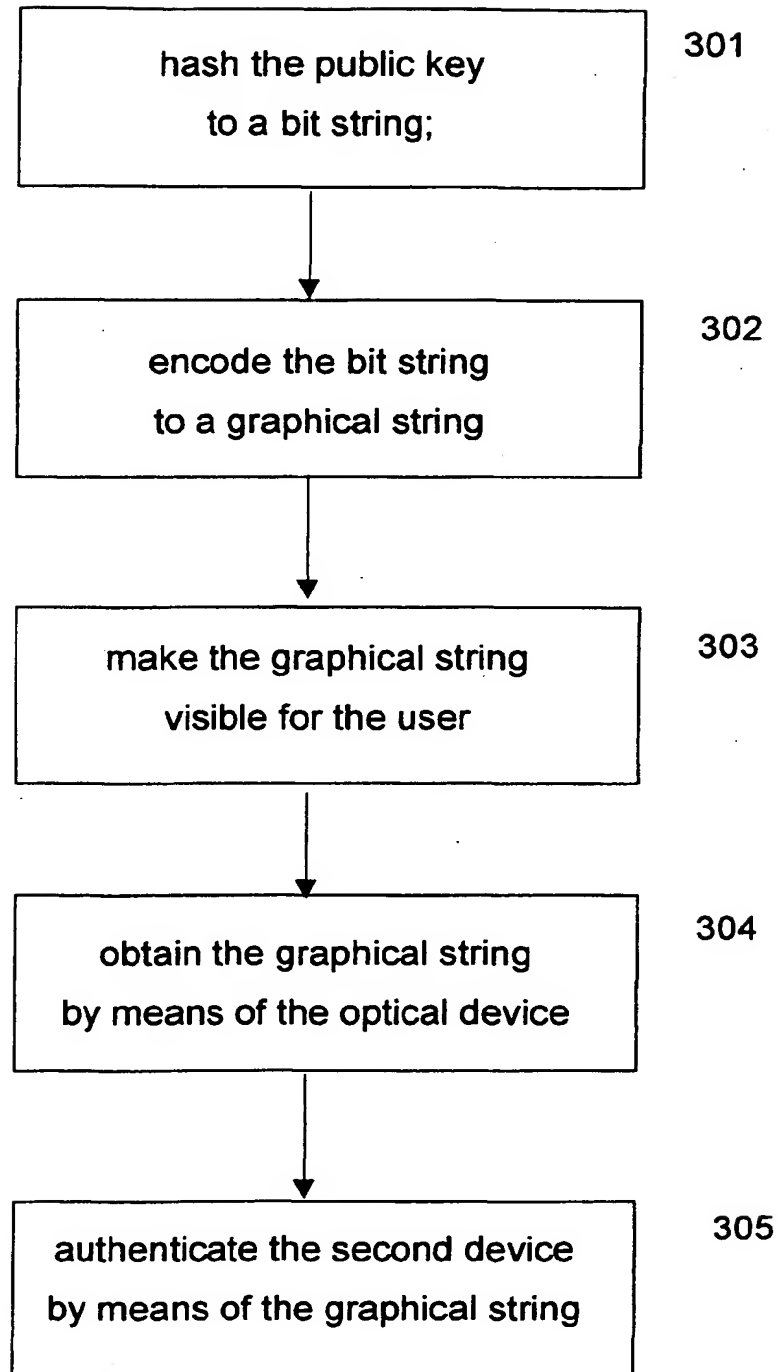 301
hash the public key
to a bit string;
302
encode the bit string
to a graphical string
303
make the graphical string
visible for the user
304
obtain the graphical string
by means of the optical device
305
authenticate the second device
by means of the graphical string